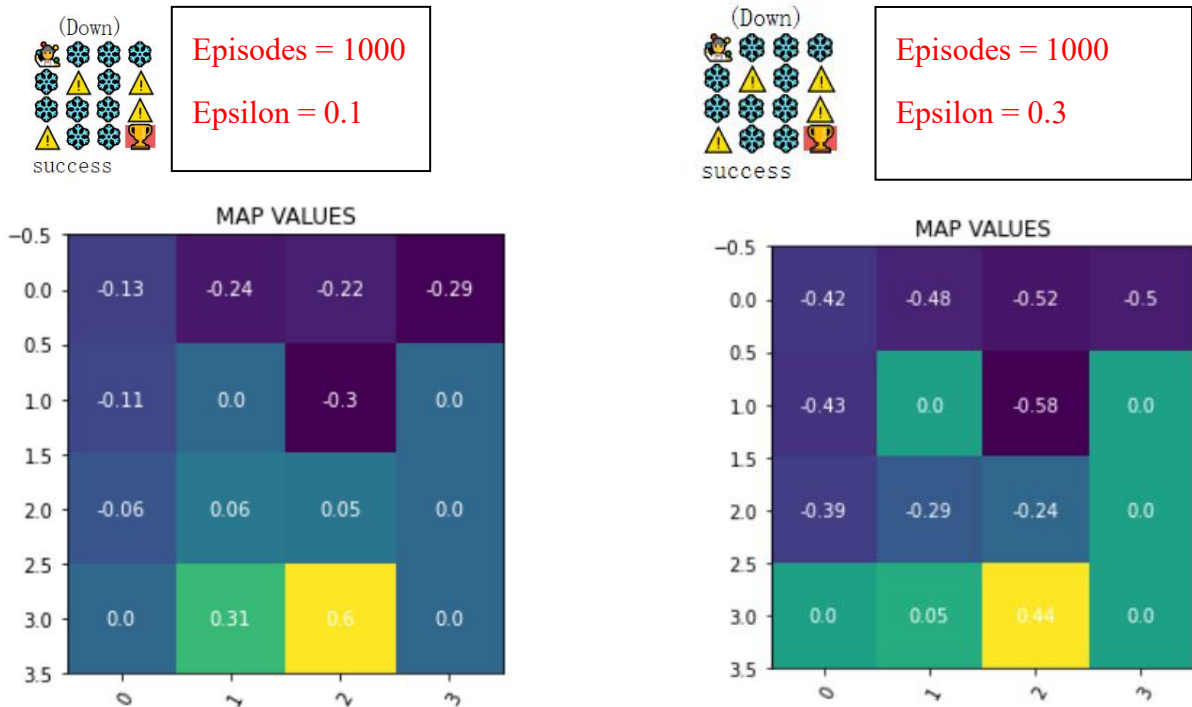 (Down)
success
Episodes = 1000
Epsilon = 0.1
MAP VALUES
−0.5
0.0 -0.13 -0.24 -0.22 -0.29
0.5
1.0 -0.11 0.0 -0.3 0.0
1.5
2.0 -0.06 0.06 0.05 0.0
2.5
3.0 0.0 0.31 0.6 0.0
3.5
0 1 2 3
(Down)
success
Episodes = 1000
Epsilon = 0.3
MAP VALUES
−0.5
0.0 -0.42 -0.48 -0.52 -0.5
0.5
1.0 -0.43 0.0 -0.58 0.0
1.5
2.0 -0.39 -0.29 -0.24 0.0
2.5
3.0 0.0 0.05 0.44 0.0
3.5
0 1 2 3